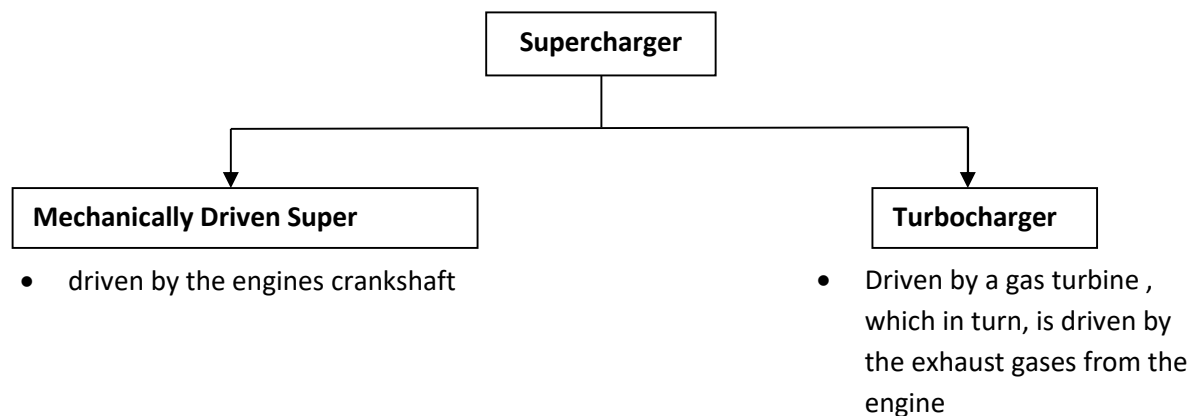 Supercharger
Mechanically Driven Super
Turbocharger
• driven by the engines crankshaft
• Driven by a gas turbine ,
which in turn, is driven by
the exhaust gases from the
engine